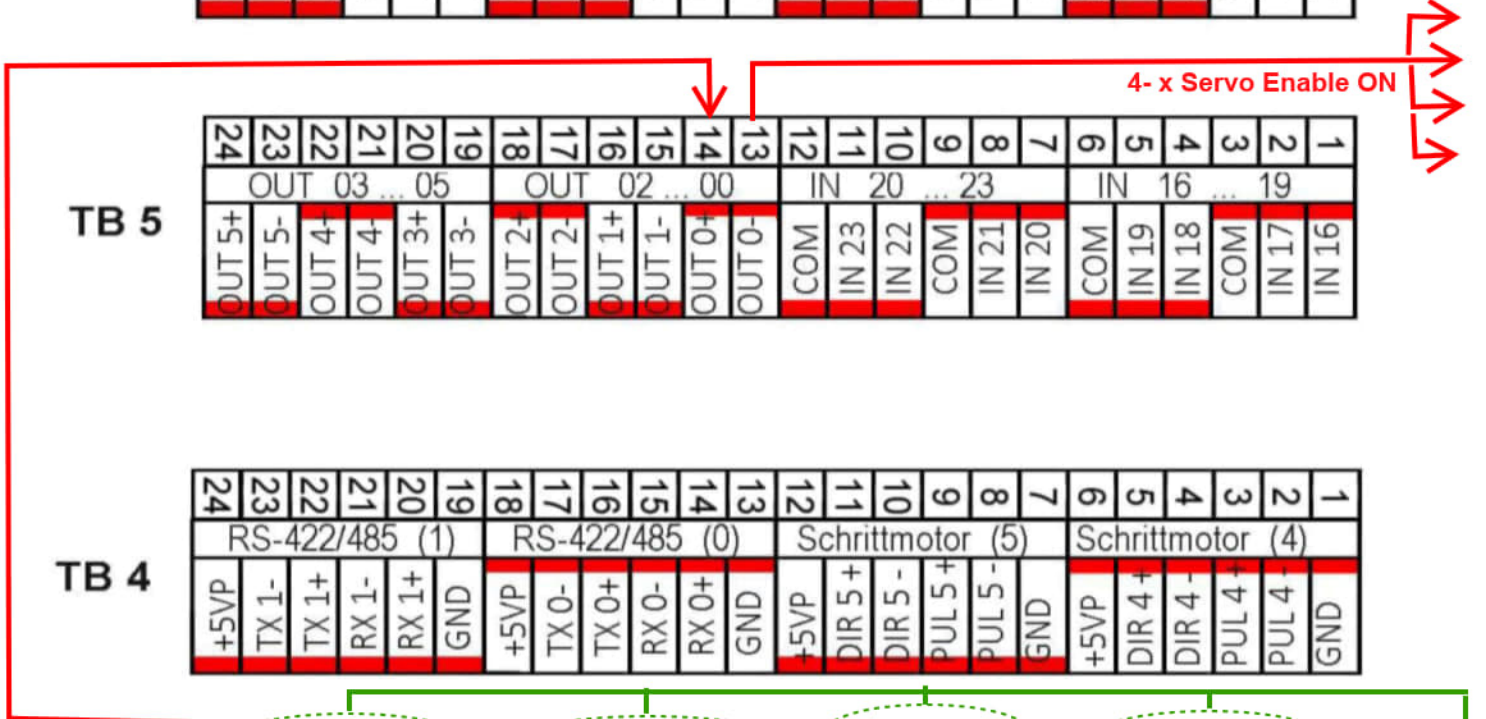 4- x Servo Enable ON
24 23 22 21 20 19 18 17 16 15 14 13 12 11 10 9 8 7 6 5 4 3 2 1
OUT 03 ... 05 OUT 02 ... 00 IN 20 ... 23 IN 16 ... 19
TB 5
OUT 5+ OUT 5- OUT 4+ OUT 4- OUT 3+ OUT 3- OUT 2+ OUT 2- OUT 1+ OUT 1- OUT 0+ OUT 0- COM IN 23 IN 22 COM IN 21 IN 20 COM IN 19 IN 18 COM IN 17 IN 16
24 23 22 21 20 19 18 17 16 15 14 13 12 11 10 9 8 7 6 5 4 3 2 1
RS-422/485 (1) RS-422/485 (0) Schrittmotor (5) Schrittmotor (4)
TB 4
+5VP TX 1- TX 1+ RX 1- RX 1+ GND +5VP TX 0- TX 0+ RX 0- RX 0+ GND +5VP DIR 5 + DIR 5 - PUL 5 + PUL 5 - GND +5VP DIR 4 + DIR 4 - PUL 4 + PUL 4 - GND